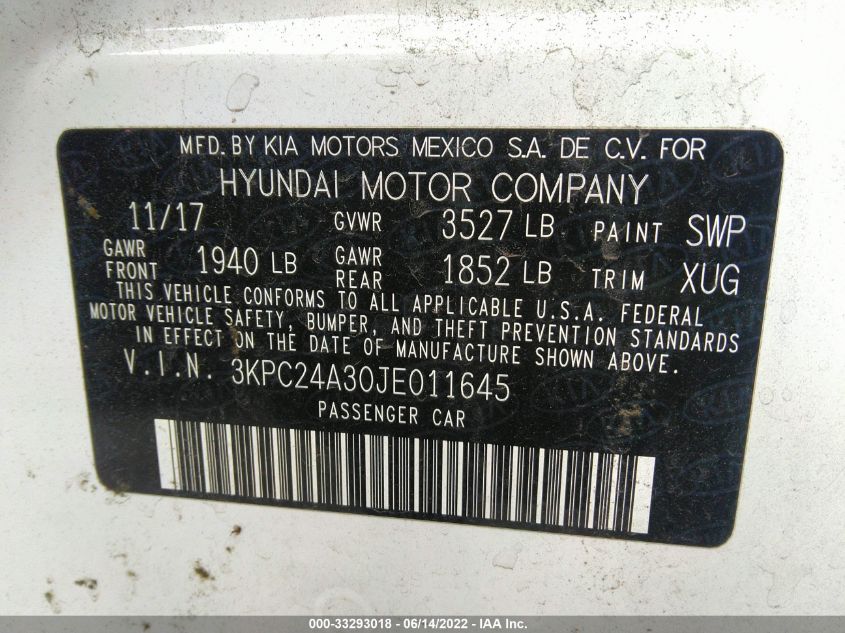 MFD. BY KIA MOTORS MEXICO S.A. DE C.V. FOR
HYUNDAI MOTOR COMPANY
11/17 GVWR 3527 LB PAINT SWP
GAWR FRONT 1940 LB GAWR REAR 1852 LB TRIM XUG
THIS VEHICLE CONFORMS TO ALL APPLICABLE U.S.A. FEDERAL
MOTOR VEHICLE SAFETY, BUMPER, AND THEFT PREVENTION STANDARDS
IN EFFECT ON THE DATE OF MANUFACTURE SHOWN ABOVE.
V.I.N. 3KPC24A30JE011645
PASSENGER CAR
000-33293018 - 06/14/2022 - IAA Inc.